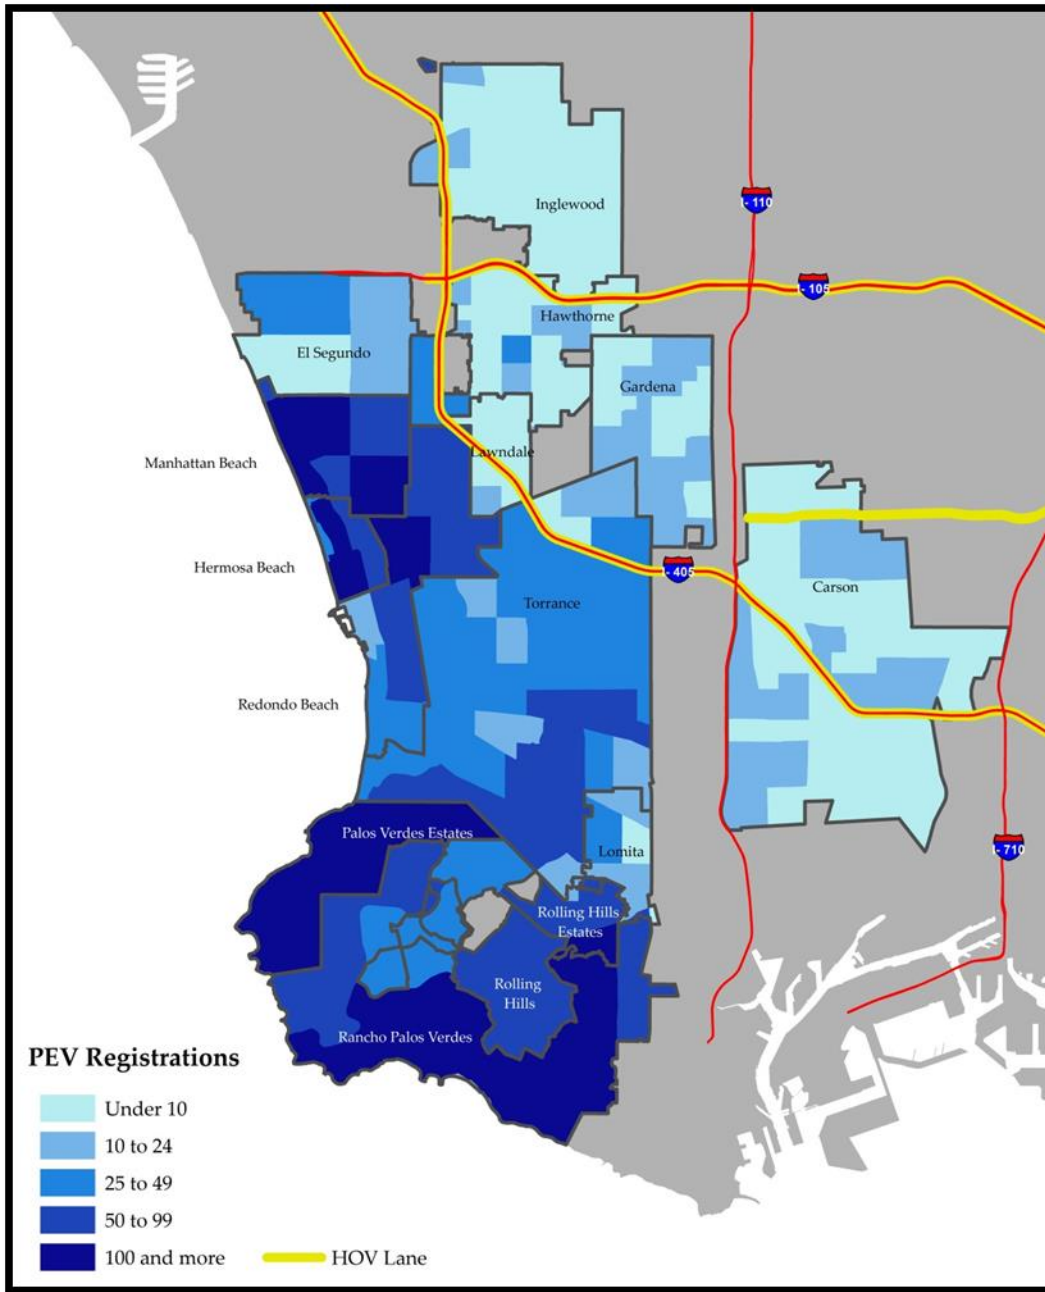 Inglewood
I-110
I-105
Hawthorne
El Segundo
Gardena
Lawndale
Manhattan Beach
Hermosa Beach
I-405
Carson
Torrance
Redondo Beach
Palos Verdes Estates
Lomita
I-710
Rolling Hills
Estates
Rolling
Hills
Rancho Palos Verdes
PEV Registrations
Under 10
10 to 24
25 to 49
50 to 99
100 and more
HOV Lane